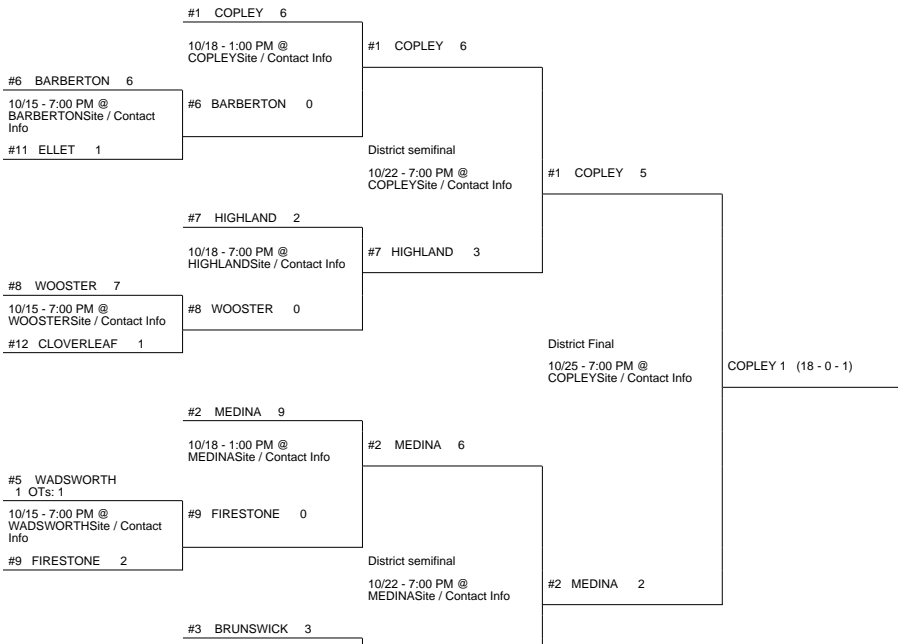 #1 COPLEY 6
10/18 - 1:00 PM @
COPLEYSite / Contact Info
#1 COPLEY 6
#6 BARBERTON 6
10/15 - 7:00 PM @
BARBERTONSite / Contact
Info
#6 BARBERTON 0
#11 ELLET 1
District semifinal
10/22 - 7:00 PM @
COPLEYSite / Contact Info
#1 COPLEY 5
#7 HIGHLAND 2
10/18 - 7:00 PM @
HIGHLANDSite / Contact Info
#7 HIGHLAND 3
#8 WOOSTER 7
10/15 - 7:00 PM @
WOOSTERSite / Contact Info
#8 WOOSTER 0
#12 CLOVERLEAF 1
District Final
10/25 - 7:00 PM @
COPLEYSite / Contact Info
COPLEY 1 (18 - 0 - 1)
#2 MEDINA 9
10/18 - 1:00 PM @
MEDINASite / Contact Info
#2 MEDINA 6
#5 WADSWORTH
1 OTs: 1
10/15 - 7:00 PM @
WADSWORTHSite / Contact
Info
#9 FIRESTONE 0
#9 FIRESTONE 2
District semifinal
10/22 - 7:00 PM @
MEDINASite / Contact Info
#2 MEDINA 2
#3 BRUNSWICK 3